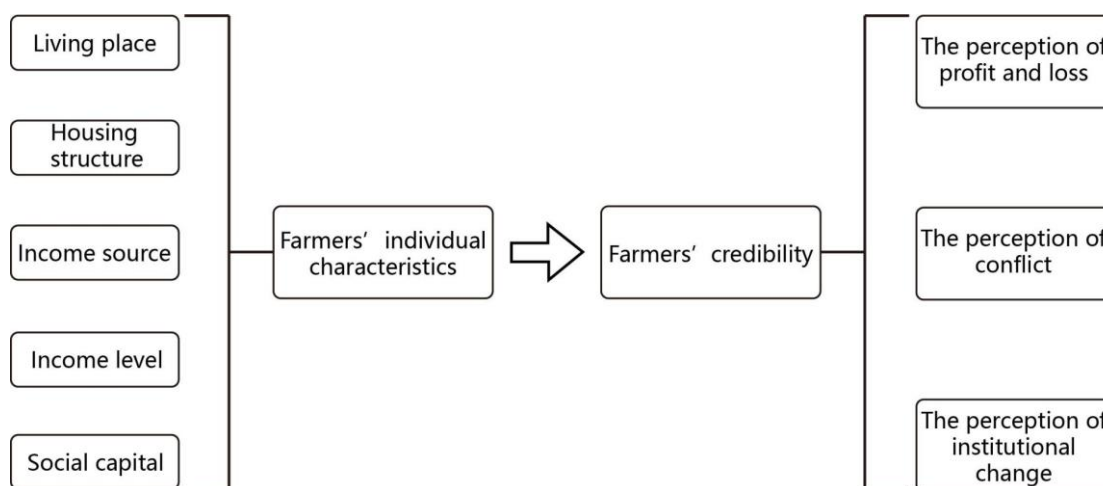 Living place
Housing
structure
Income source
Income level
Social capital
Farmers’ individual
characteristics
Farmers’ credibility
The perception of
profit and loss
The perception of
conflict
The perception of
institutional
change